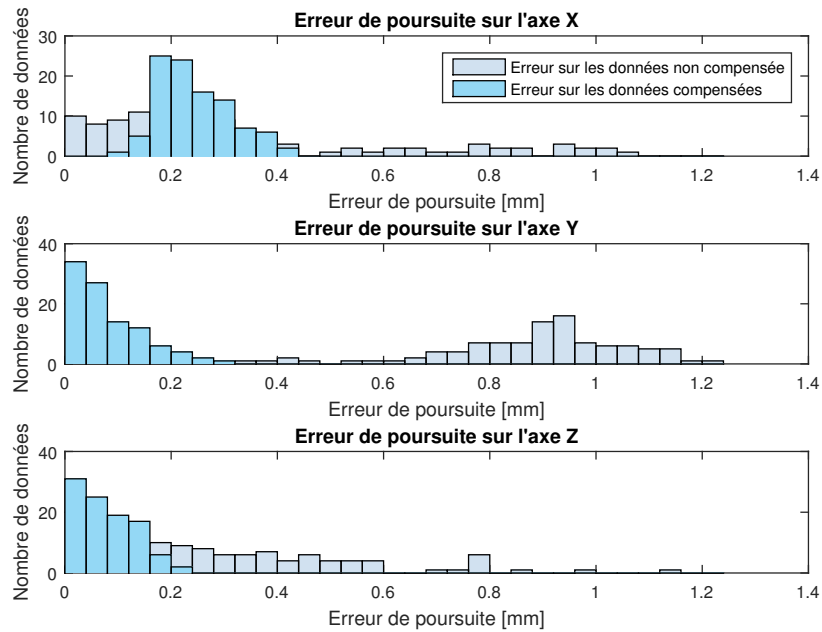 Erreur de poursuite sur l'axe X
30
20
10
0
Nombre de données
Erreur sur les données non compensée
Erreur sur les données compensées
0 0.2 0.4 0.6 0.8 1 1.2 1.4
Erreur de poursuite [mm]
Erreur de poursuite sur l'axe Y
40
20
0
Nombre de données
0 0.2 0.4 0.6 0.8 1 1.2 1.4
Erreur de poursuite [mm]
Erreur de poursuite sur l'axe Z
40
20
0
Nombre de données
0 0.2 0.4 0.6 0.8 1 1.2 1.4
Erreur de poursuite [mm]